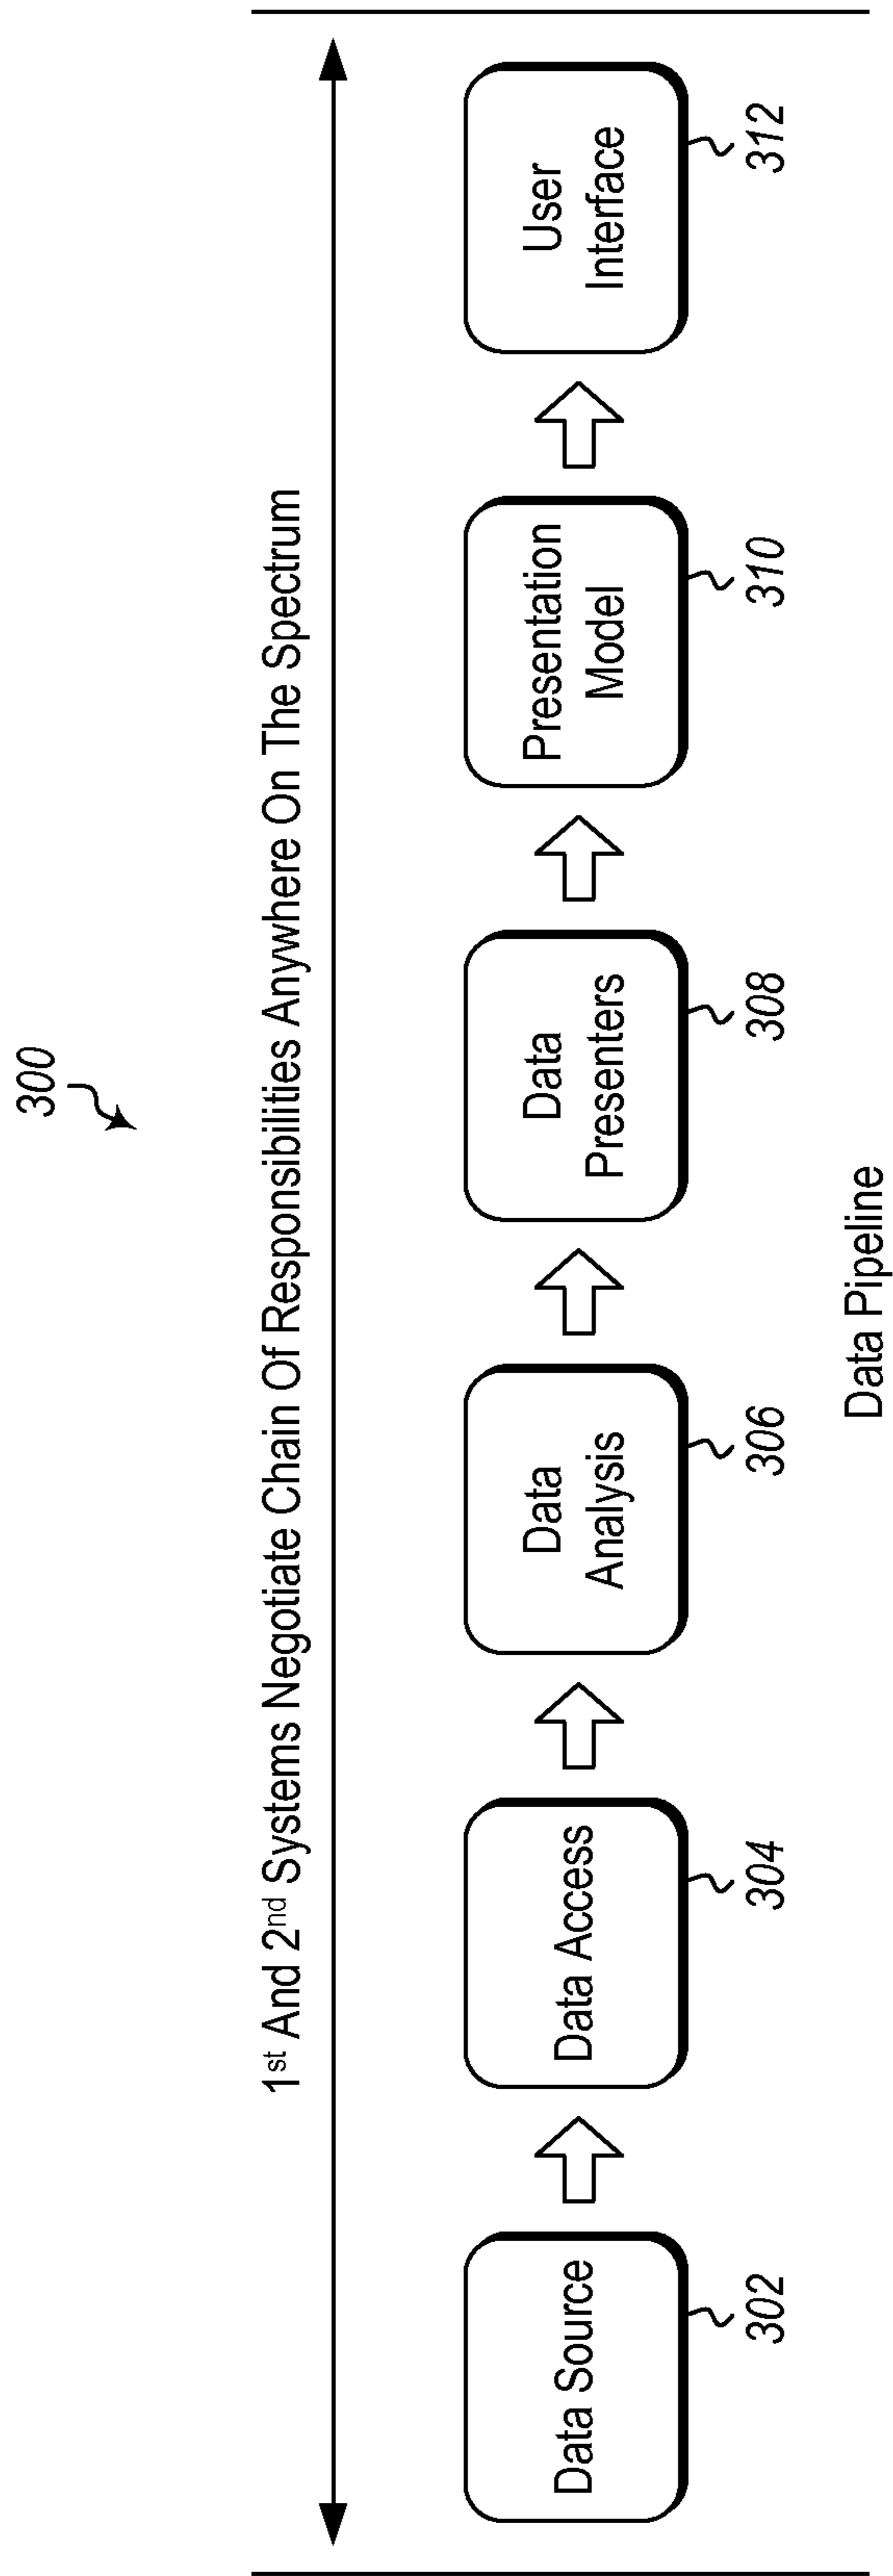 300
1st And 2nd Systems Negotiate Chain Of Responsibilities Anywhere On The Spectrum
Data Source
302
Data Access
304
Data
Analysis
306
Data
Presenters
308
Presentation
Model
310
User
Interface
312
Data Pipeline